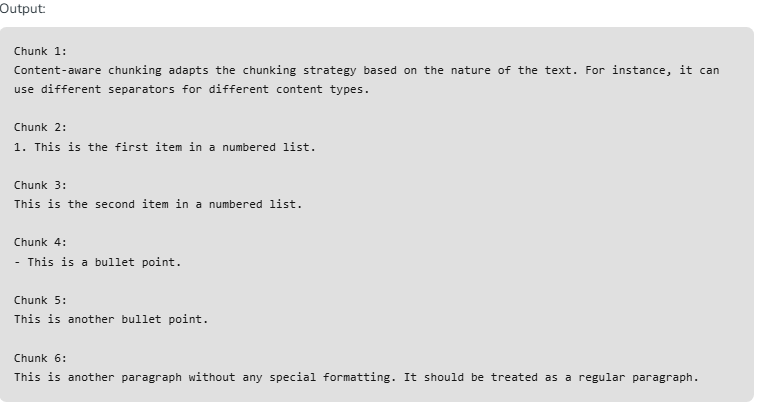 Output:
Chunk 1:
Content-aware chunking adapts the chunking strategy based on the nature of the text. For instance, it can
use different separators for different content types.
Chunk 2:
1. This is the first item in a numbered list.
Chunk 3:
This is the second item in a numbered list.
Chunk 4:
- This is a bullet point.
Chunk 5:
This is another bullet point.
Chunk 6:
This is another paragraph without any special formatting. It should be treated as a regular paragraph.